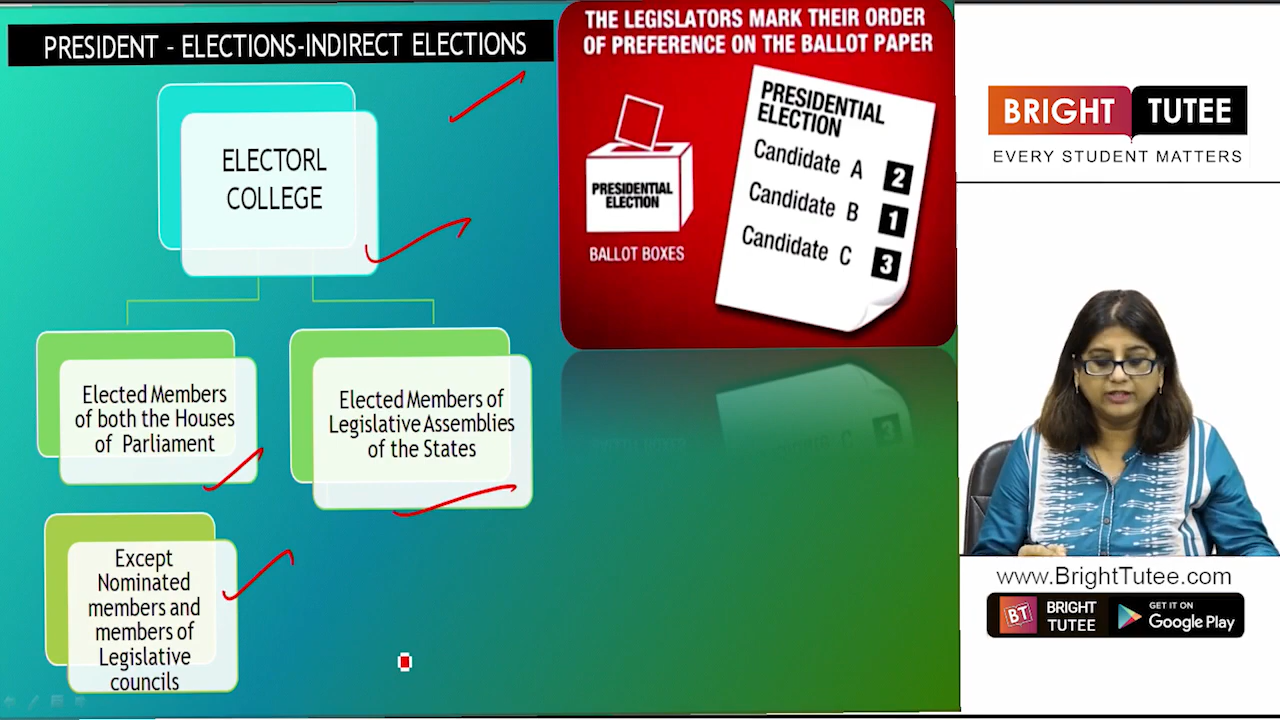 PRESIDENT - ELECTIONS-INDIRECT ELECTIONS
ELECTORL
COLLEGE
Elected Members
of both the Houses
of Parliament
Elected Members of
Legislative Assemblies
of the States
Except
Nominated
members and
members of
Legislative
councils
THE LEGISLATORS MARK THEIR ORDER
OF PREFERENCE ON THE BALLOT PAPER
PRESIDENTIAL
ELECTION
BALLOT BOXES
PRESIDENTIAL
ELECTION
Candidate A 2
Candidate B 1
Candidate C 3
Candidate C 3
BRIGHT TUTEE
EVERY STUDENT MATTERS
www.BrightTutee.com
BT
BRIGHT
TUTEE
GET IT ON
Google Play